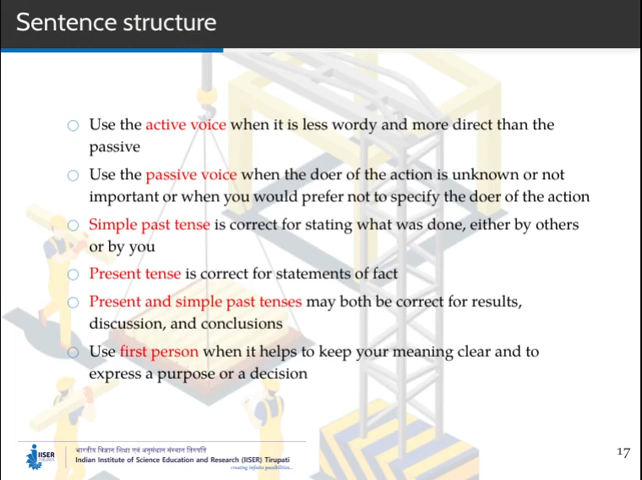 Sentence structure
Use the active voice when it is less wordy and more direct than the
passive
Use the passive voice when the doer of the action is unknown or not
important or when you would prefer not to specify the doer of the action
Simple past tense is correct for stating what was done, either by others
or by you
Present tense is correct for statements of fact
Present and simple past tenses may both be correct for results,
discussion, and conclusions
Use first person when it helps to keep your meaning clear and to
express a purpose or a decision
IISER
भारतीय विज्ञान शिक्षा एवं अनुसंधान संस्थान तिरुपति
Indian Institute of Science Education and Research (IISER) Tirupati
creating infinite possibilities...
17